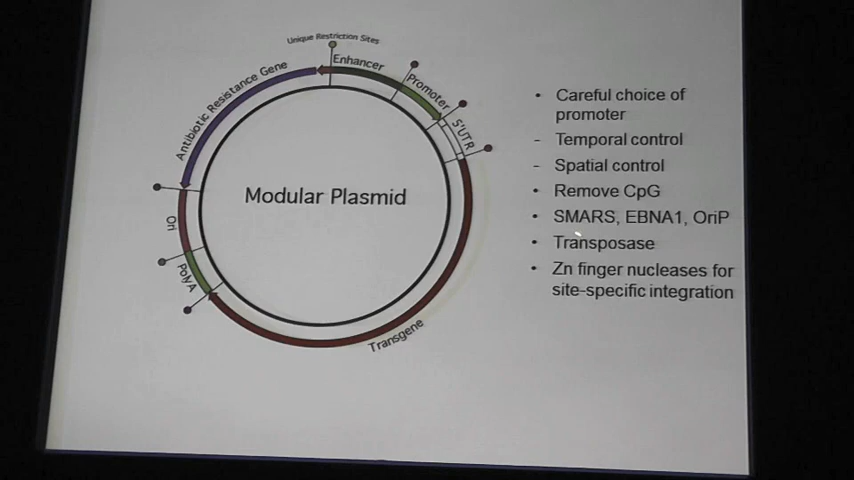 Unique Restriction Sites
Enhancer
Promoter
5'UTR
Antibiotic Resistance Gene
Modular Plasmid
Ori
PolyA
Transgene
• Careful choice of
promoter
- Temporal control
- Spatial control
• Remove CpG
• SMARS, EBNA1, OriP
• Transposase
• Zn finger nucleases for
site-specific integration